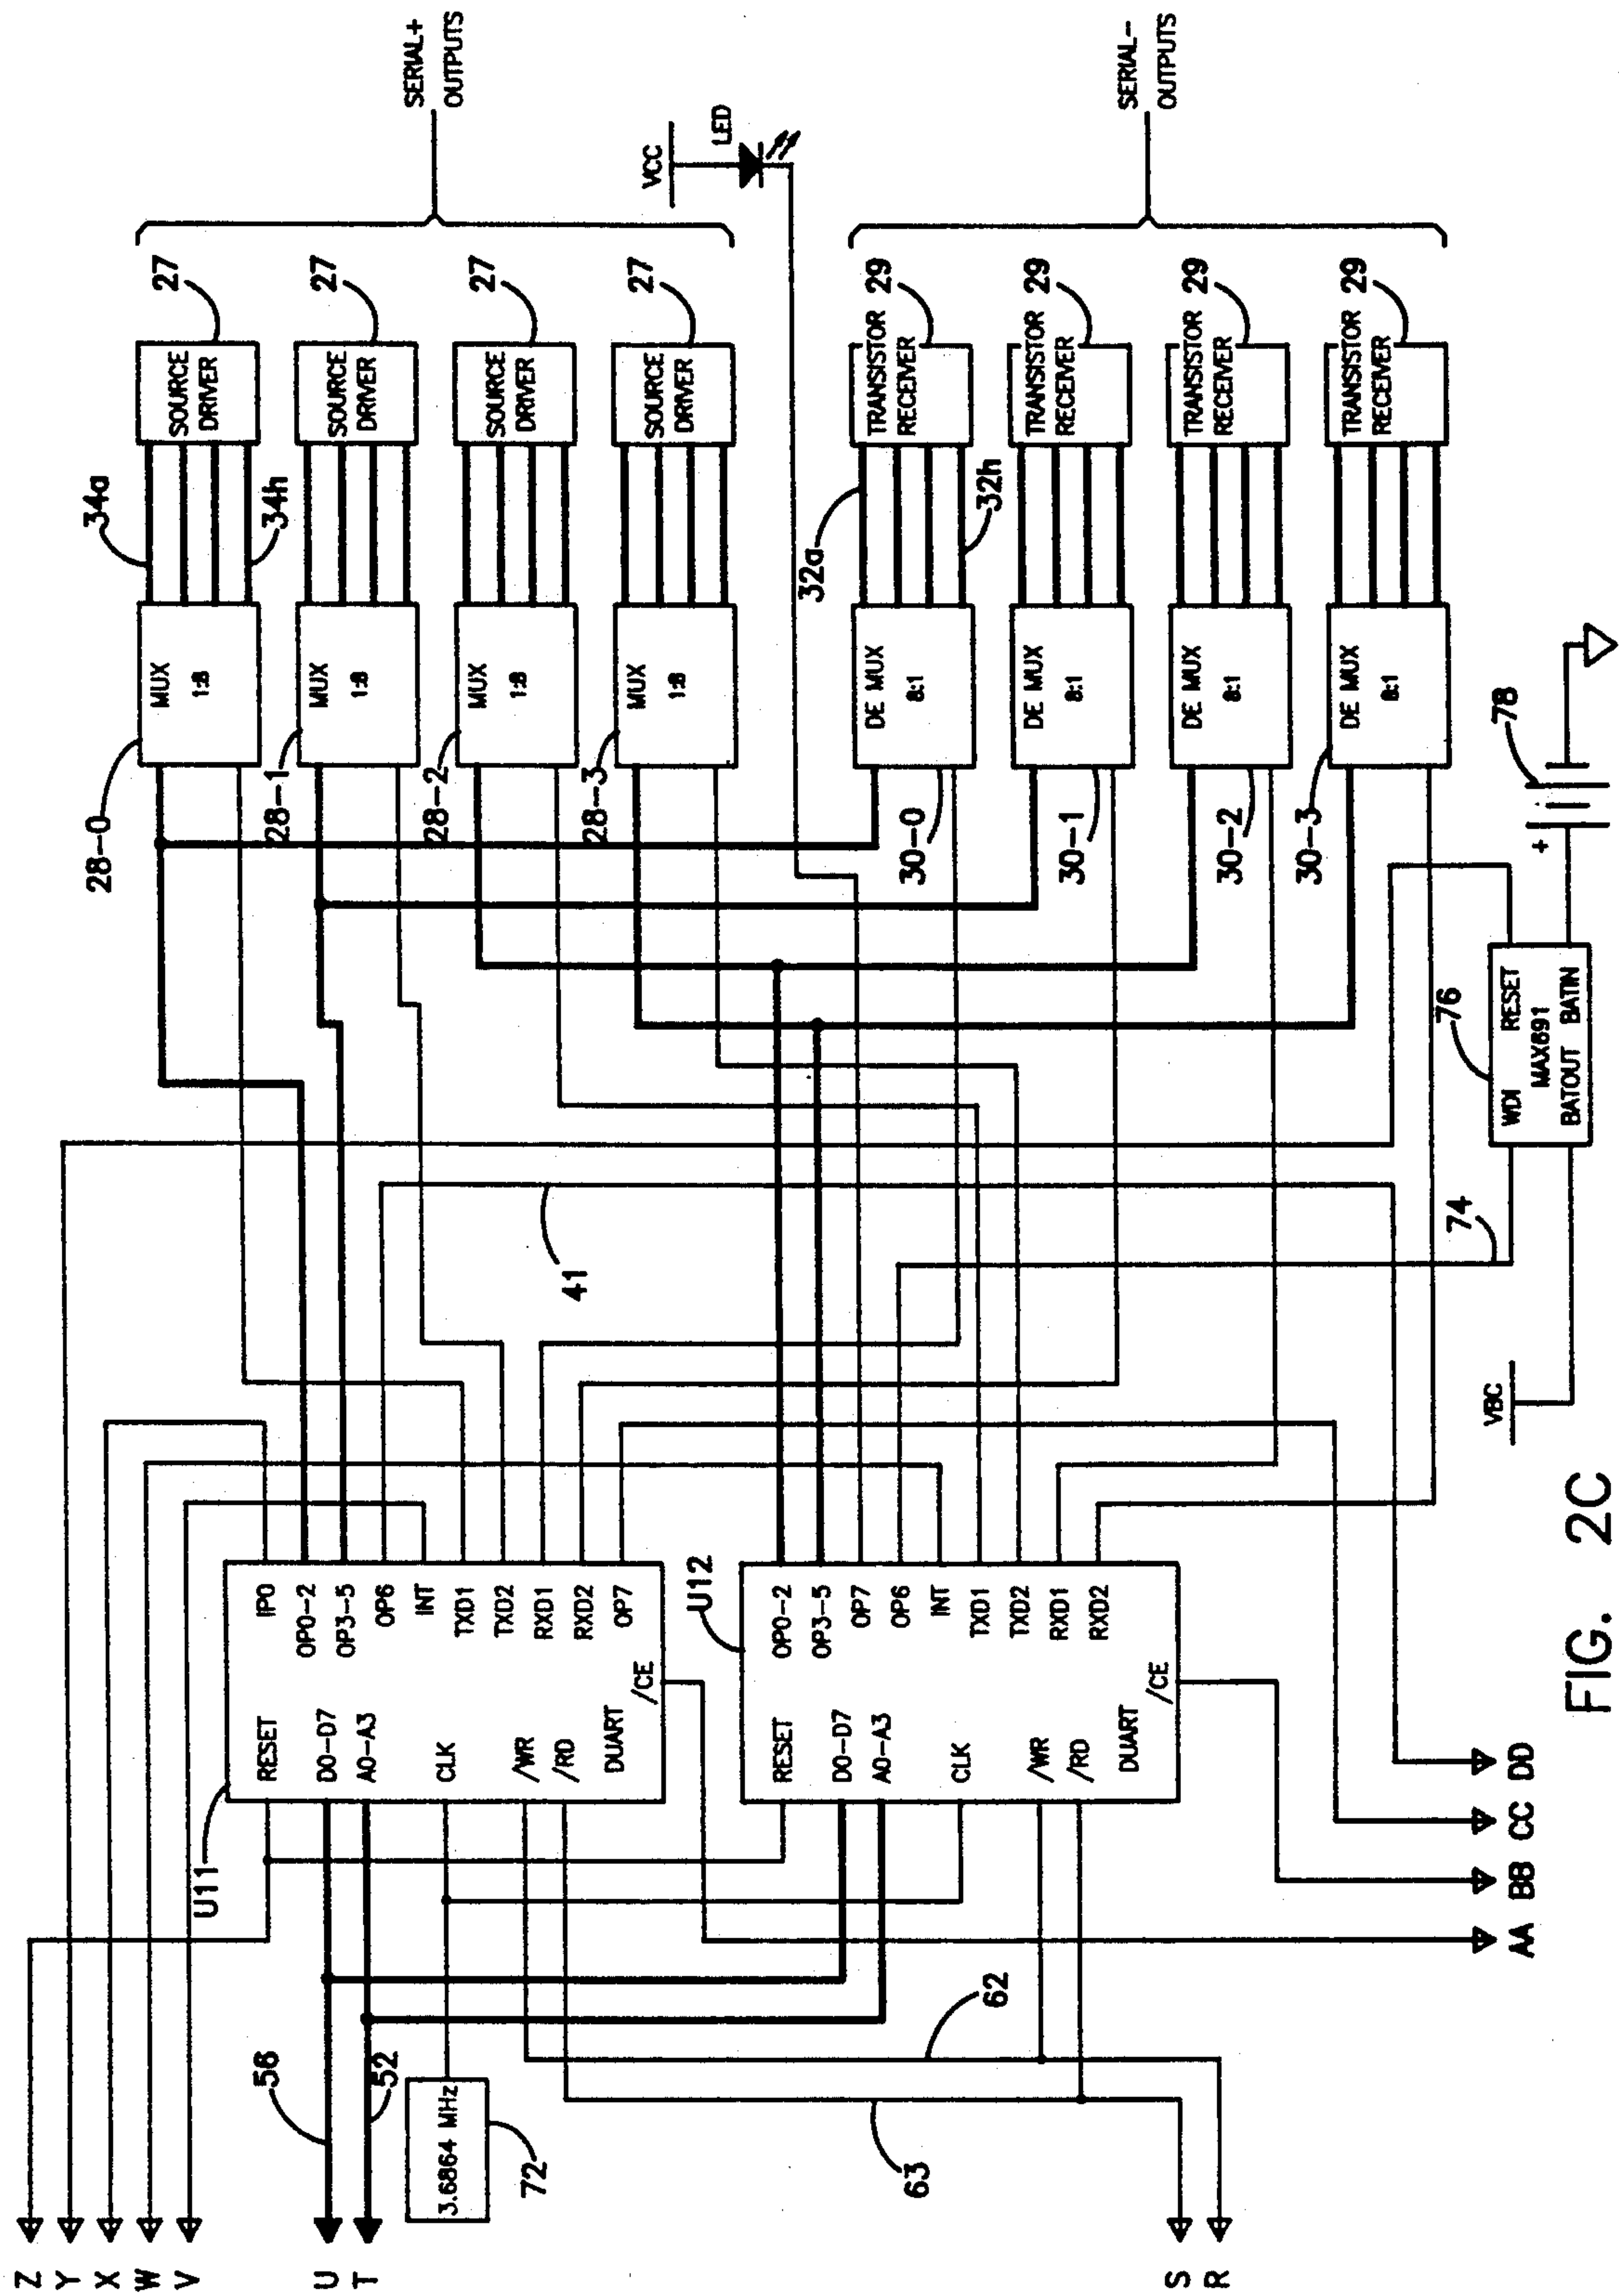 Z
Y
X
W
V
U
T
S
R
56
52
3.6864 MHz
72
63
62
U11
RESET
D0-D7
A0-A3
CLK
/WR
/RD
DUART
/CE
IP0
OP0-2
OP3-5
OP6
INT
TXD1
TXD2
RXD1
RXD2
OP7
U12
RESET
D0-D7
A0-A3
CLK
/WR
/RD
DUART
/CE
OP0-2
OP3-5
OP7
OP6
INT
TXD1
TXD2
RXD1
RXD2
AA
BB
CC
DD
41
74
VBC
76
WDI RESET
MAX691
BATOUT BATIN
+
78
28-0
MUX
1:8
34a
34h
SOURCE
DRIVER
27
28-1
MUX
1:8
SOURCE
DRIVER
27
28-2
MUX
1:8
SOURCE
DRIVER
27
28-3
MUX
1:8
SOURCE
DRIVER
27
SERIAL+
OUTPUTS
VCC
LED
30-0
DE MUX
8:1
32a
32h
TRANSISTOR
RECEIVER
29
30-1
DE MUX
8:1
TRANSISTOR
RECEIVER
29
30-2
DE MUX
8:1
TRANSISTOR
RECEIVER
29
30-3
DE MUX
8:1
TRANSISTOR
RECEIVER
29
SERIAL-
OUTPUTS
FIG. 2C